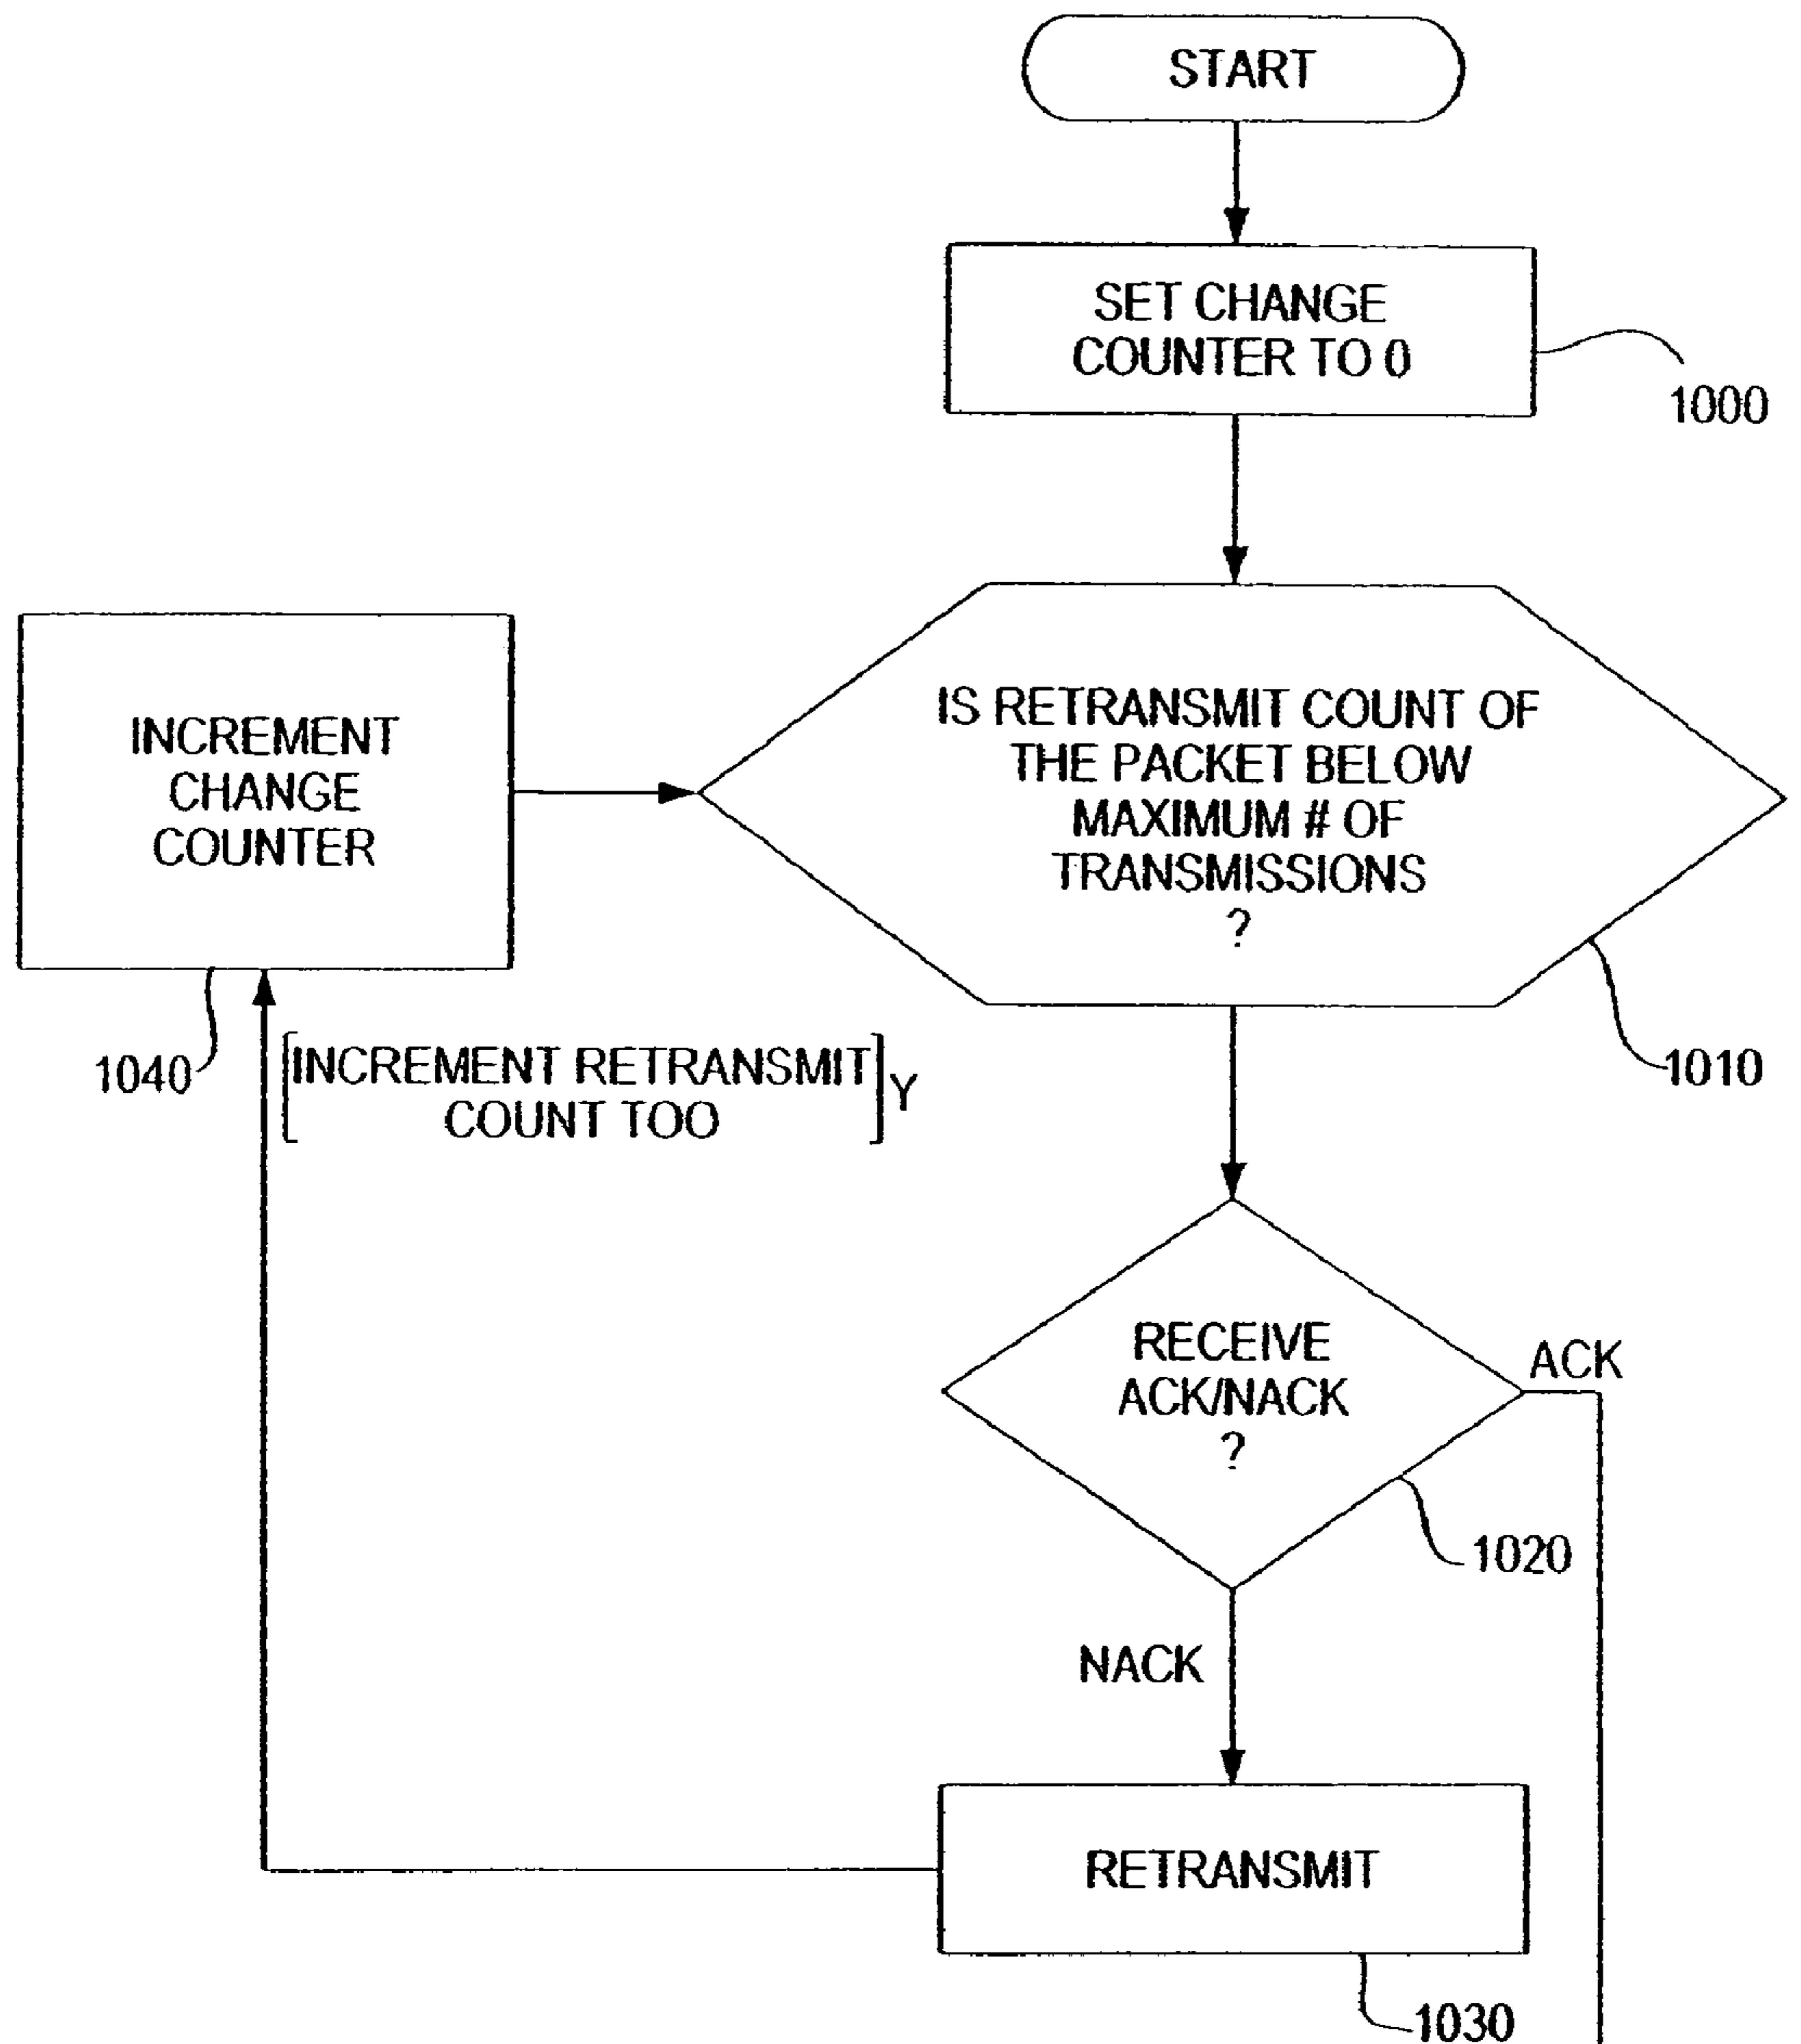 START
SET CHANGE
COUNTER TO 0
1000
IS RETRANSMIT COUNT OF
THE PACKET BELOW
MAXIMUM # OF
TRANSMISSIONS
?
1010
INCREMENT
CHANGE
COUNTER
1040
[INCREMENT RETRANSMIT
COUNT TOO]
Y
RECEIVE
ACK/NACK
?
ACK
1020
NACK
RETRANSMIT
1030